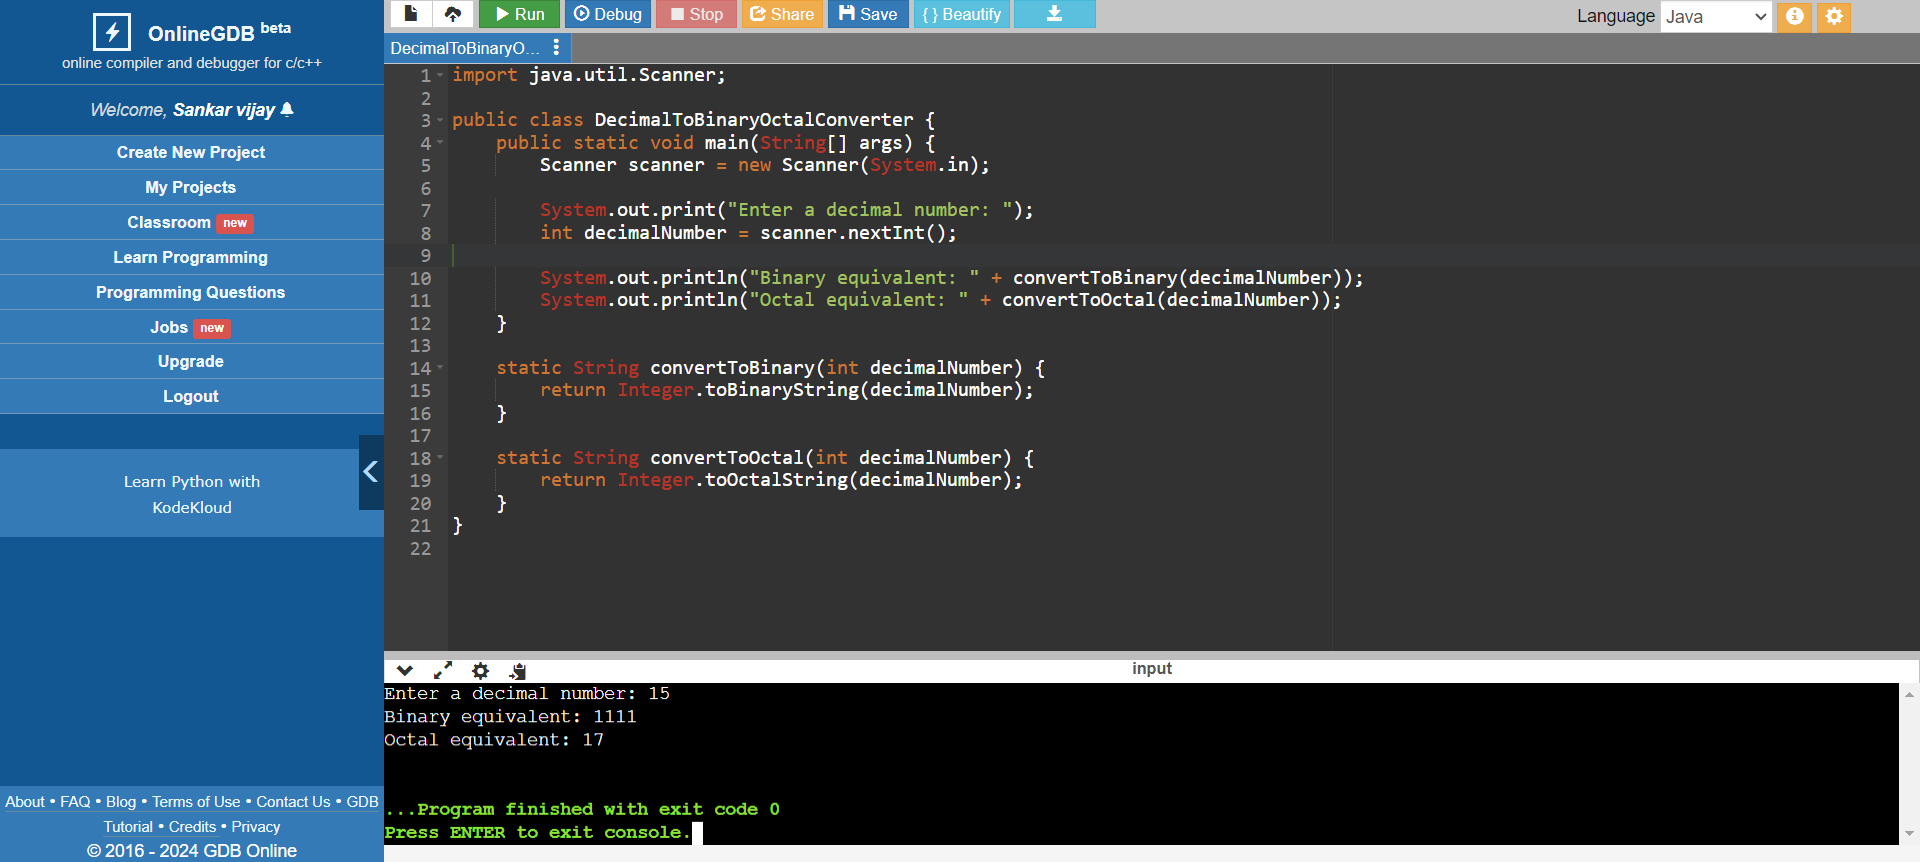 OnlineGDB beta
online compiler and debugger for c/c++
Welcome, Sankar vijay
Create New Project
My Projects
Classroom new
Learn Programming
Programming Questions
Jobs new
Upgrade
Logout
Learn Python with
KodeKloud
About • FAQ • Blog • Terms of Use • Contact Us • GDB
Tutorial • Credits • Privacy
© 2016 - 2024 GDB Online
Run Debug Stop Share Save { } Beautify
Language Java
DecimalToBinaryO...
1 import java.util.Scanner;
2
3 public class DecimalToBinaryOctalConverter {
4     public static void main(String[] args) {
5         Scanner scanner = new Scanner(System.in);
6
7         System.out.print("Enter a decimal number: ");
8         int decimalNumber = scanner.nextInt();
9
10         System.out.println("Binary equivalent: " + convertToBinary(decimalNumber));
11         System.out.println("Octal equivalent: " + convertToOctal(decimalNumber));
12     }
13
14     static String convertToBinary(int decimalNumber) {
15         return Integer.toBinaryString(decimalNumber);
16     }
17
18     static String convertToOctal(int decimalNumber) {
19         return Integer.toOctalString(decimalNumber);
20     }
21 }
22
input
Enter a decimal number: 15
Binary equivalent: 1111
Octal equivalent: 17
...Program finished with exit code 0
Press ENTER to exit console.